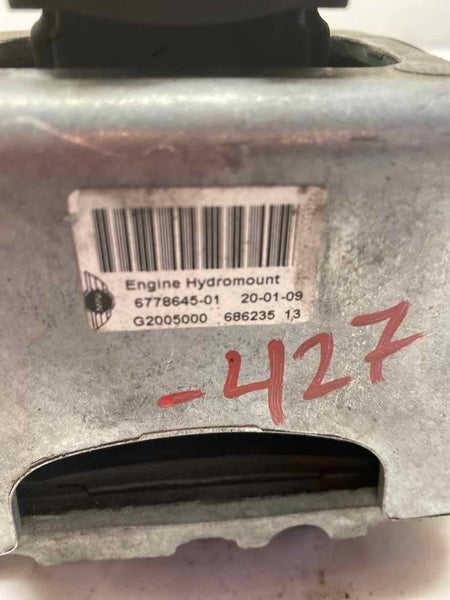 Engine Hydromount
6778645-01 20-01-09
G2005000 686235 13
-427